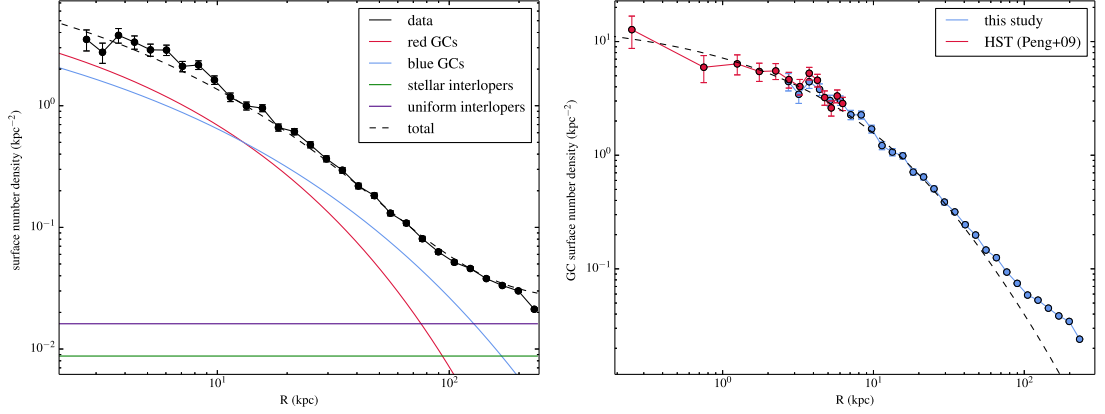 data
red GCs
blue GCs
stellar interlopers
uniform interlopers
total
10⁰
10⁻¹
10⁻²
surface number density (kpc⁻²)
10¹
10²
R (kpc)
this study
HST (Peng+09)
10¹
10⁰
10⁻¹
GC surface number density (kpc⁻²)
10⁰
10¹
10²
R (kpc)